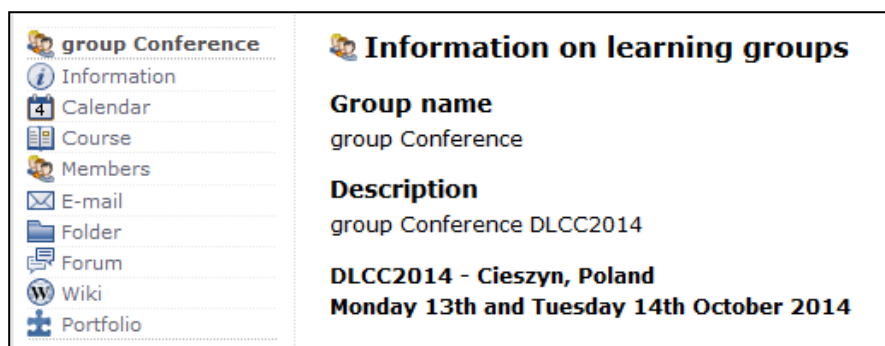 group Conference
Information
4 Calendar
Course
Members
E-mail
Folder
Forum
W Wiki
Portfolio
Information on learning groups
Group name
group Conference
Description
group Conference DLCC2014
DLCC2014 - Cieszyn, Poland
Monday 13th and Tuesday 14th October 2014